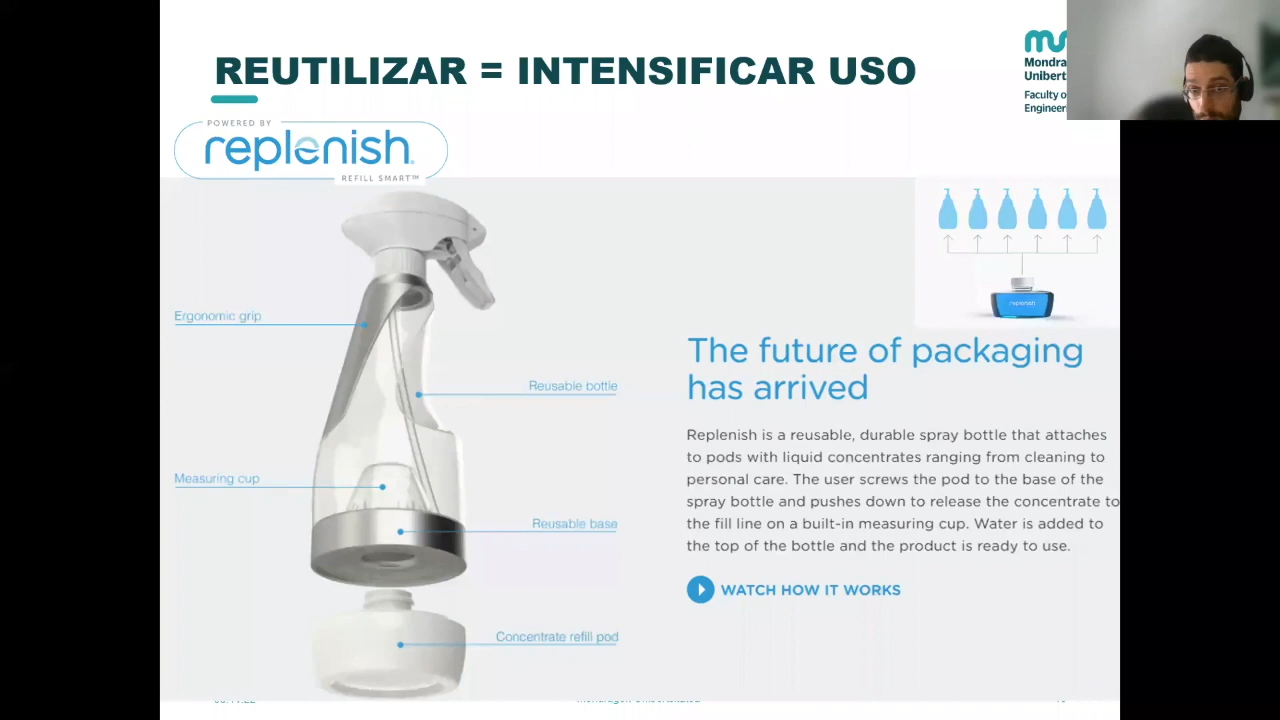 REUTILIZAR = INTENSIFICAR USO
Mondra
Unibert
Faculty o
Engineer
POWERED BY
replenish.
REFILL SMART™
replenish
Ergonomic grip
Reusable bottle
Measuring cup
Reusable base
Concentrate refill pod
The future of packaging
has arrived
Replenish is a reusable, durable spray bottle that attaches
to pods with liquid concentrates ranging from cleaning to
personal care. The user screws the pod to the base of the
spray bottle and pushes down to release the concentrate to
the fill line on a built-in measuring cup. Water is added to
the top of the bottle and the product is ready to use.
WATCH HOW IT WORKS